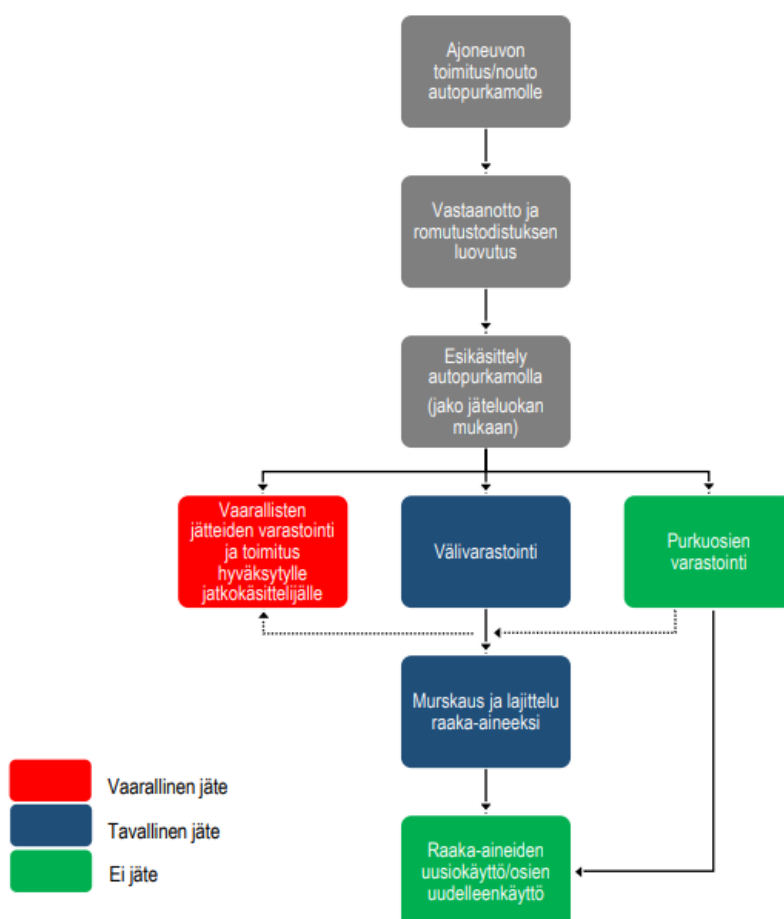 Ajoneuvon
toimitus/nouto
autopurkamolle
Vastaanotto ja
romutustodistuksen
luovutus
Esikäsittely
autopurkamolla
(jako jäteluokan
mukaan)
Vaarallisten
jätteiden varastointi
ja toimitus
hyväksytylle
jatkokäsittelijälle
Välivarastointi
Purkuosien
varastointi
Murskaus ja lajittelu
raaka-aineeksi
Raaka-aineiden
uusiokäyttö/osien
uudelleenkäyttö
Vaarallinen jäte
Tavallinen jäte
Ei jäte